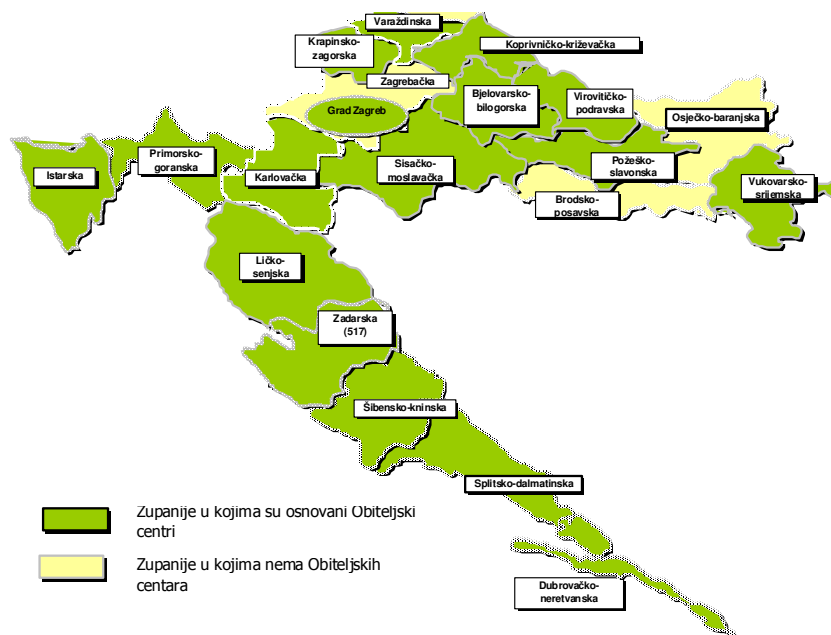 Varaždinska
Krapinsko-
zagorska
Koprivničko-križevačka
Zagrebačka
Bjelovarsko-
bilogorska
Virovitičko-
podravska
Grad Zagreb
Osječko-baranjska
Primorsko-
goranska
Istarska
Karlovačka
Sisačko-
moslavačka
Požeško-
slavonska
Vukovarsko-
srijemska
Brodsko-
posavska
Ličko-
senjska
Zadarska
(517)
Šibensko-kninska
Splitsko-dalmatinska
Županije u kojima su osnovani Obiteljski
centri
Županije u kojima nema Obiteljskih
centara
Dubrovačko-
neretvanska